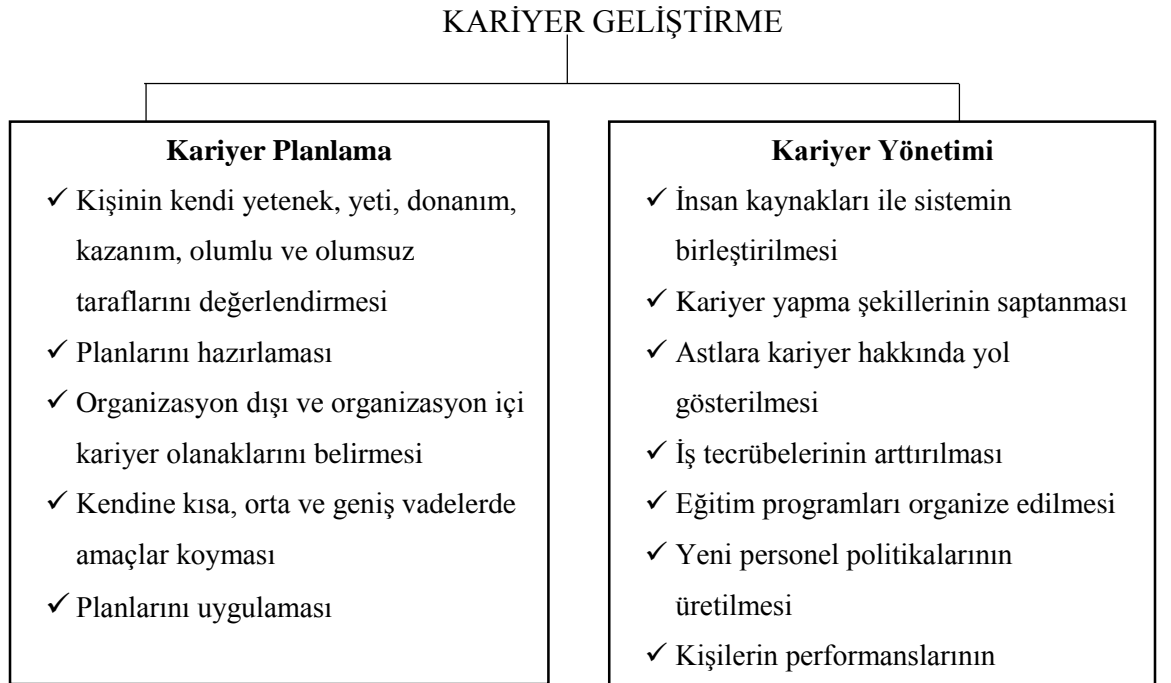 KARİYER GELİŞTİRME
Kariyer Planlama
✓ Kişinin kendi yetenek, yeti, donanım,
kazanım, olumlu ve olumsuz
taraflarını değerlendirmesi
✓ Planlarını hazırlaması
✓ Organizasyon dışı ve organizasyon içi
kariyer olanaklarını belirmesi
✓ Kendine kısa, orta ve geniş vadelerde
amaçlar koyması
✓ Planlarını uygulaması
Kariyer Yönetimi
✓ İnsan kaynakları ile sistemin
birleştirilmesi
✓ Kariyer yapma şekillerinin saptanması
✓ Astlara kariyer hakkında yol
gösterilmesi
✓ İş tecrübelerinin arttırılması
✓ Eğitim programları organize edilmesi
✓ Yeni personel politikalarının
üretilmesi
✓ Kişilerin performanslarının